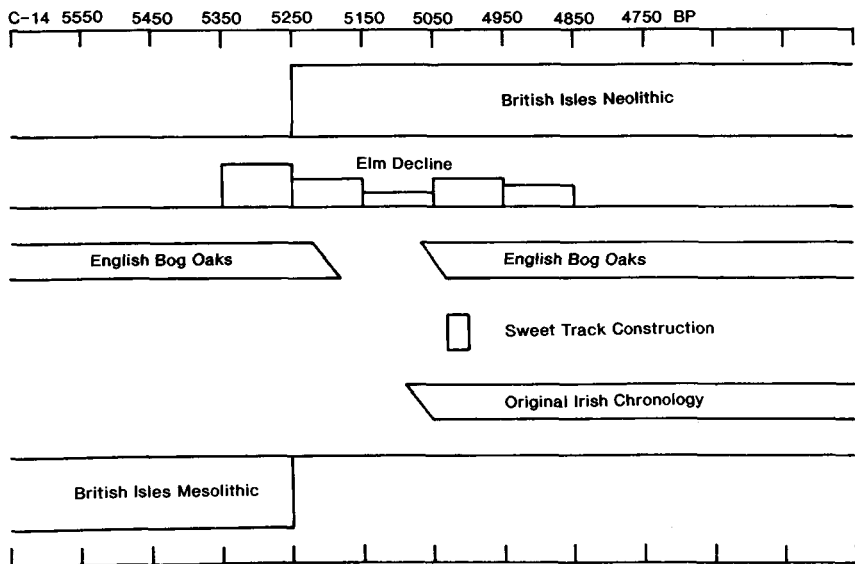 C-14 5550 5450 5350 5250 5150 5050 4950 4850 4750 BP
British Isles Neolithic
Elm Decline
English Bog Oaks English Bog Oaks
Sweet Track Construction
Original Irish Chronology
British Isles Mesolithic